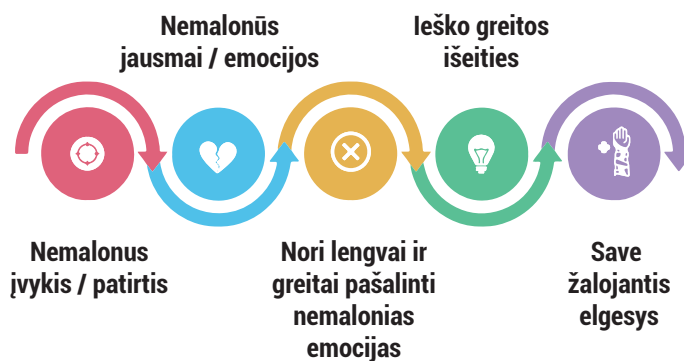 Nemalonus
įvykis / patirtis
Nemalonūs
jausmai / emocijos
Nori lengvai ir
greitai pašalinti
nemalonias
emocijas
Ieško greitos
išeities
Save
žalojantis
elgesys